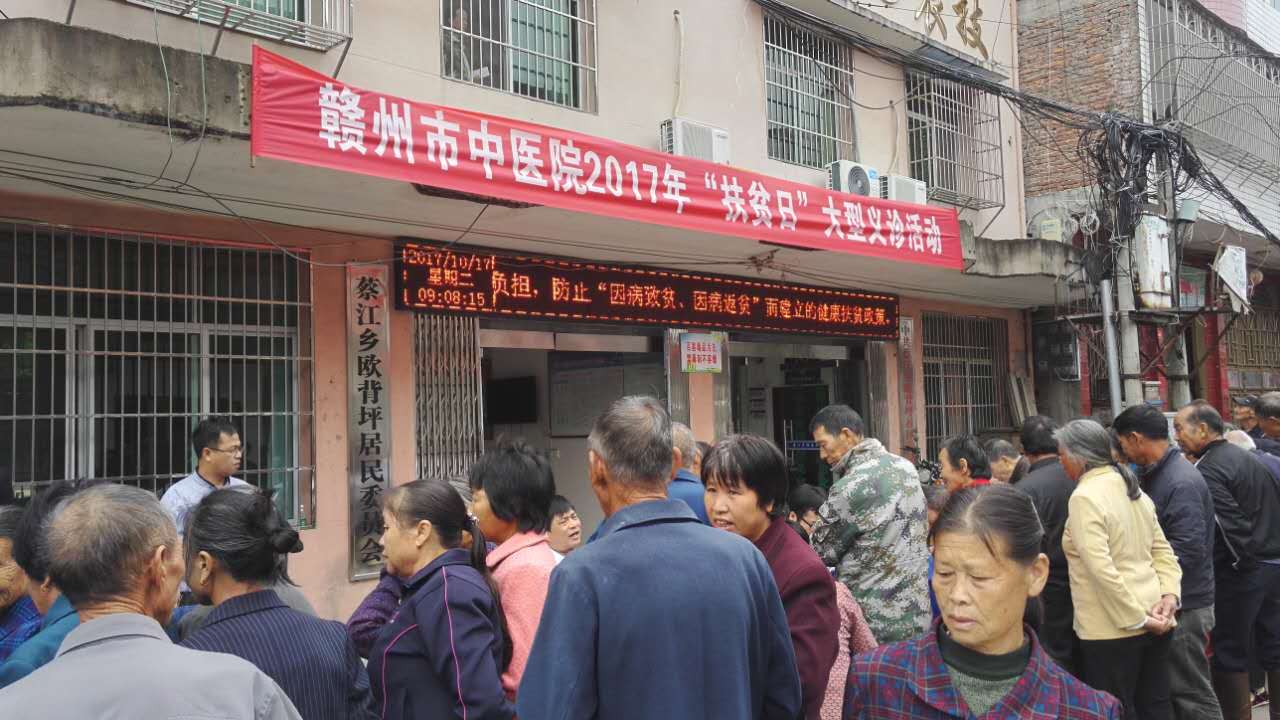 农技
赣州市中医院2017年“扶贫日”大型义诊活动
2017/10/17
星期二
09:08:15
负担，防止“因病致贫、因病返贫”而建立的健康扶贫政策。
蔡江乡欧背坪居民委员会